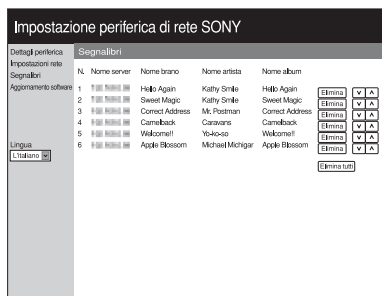 Impostazione periferica di rete SONY
Dettagli periferica
Impostazioni rete
Segnalibri
Aggiornamento software
Lingua
L'italiano
Segnalibri
N. Nome server Nome brano Nome artista Nome album
1 Hello Again Kathy Smile Hello Again Elimina v ʌ
2 Sweet Magic Kathy Smile Sweet Magic Elimina v ʌ
3 Correct Address Mr. Postman Correct Address Elimina v ʌ
4 Camelback Caravans Camelback Elimina v ʌ
5 Welcome!! Yo-ko-so Welcome!! Elimina v ʌ
6 Apple Blossom Michael Michigar Apple Blossom Elimina v ʌ
Elimina tutti